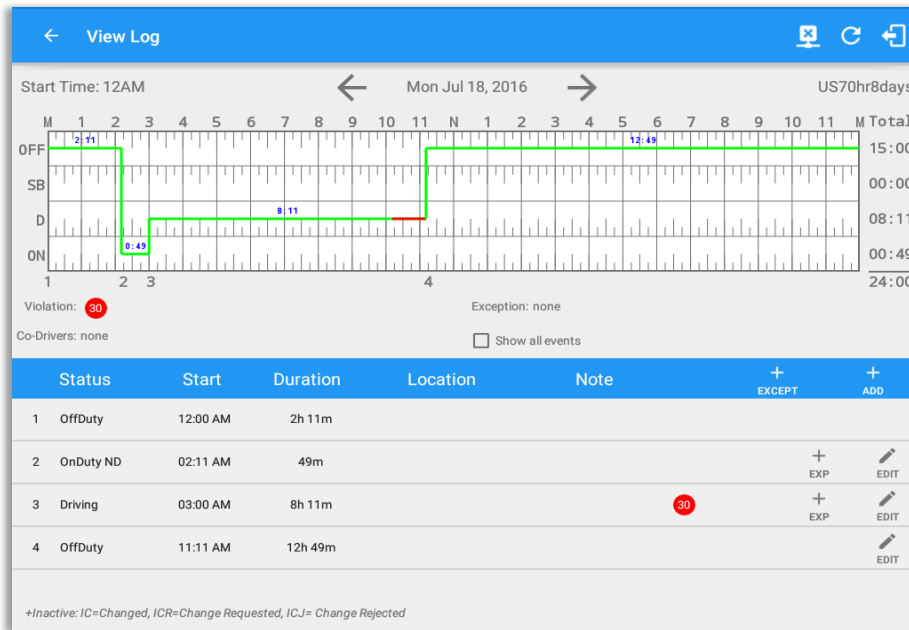 View Log
Start Time: 12AM Mon Jul 18, 2016 US70hr8days
M 1 2 3 4 5 6 7 8 9 10 11 N 1 2 3 4 5 6 7 8 9 10 11 M Total
OFF 2:11 12:49 15:00
SB 00:00
D 8:11 08:11
ON 0:49 00:49
1 2 3 4 24:00
Violation: 30 Exception: none
Co-Drivers: none Show all events
Status Start Duration Location Note + EXCEPT + ADD
1 OffDuty 12:00 AM 2h 11m
2 OnDuty ND 02:11 AM 49m + EXP EDIT
3 Driving 03:00 AM 8h 11m 30 + EXP EDIT
4 OffDuty 11:11 AM 12h 49m EDIT
+Inactive: IC=Changed, ICR=Change Requested, ICJ= Change Rejected